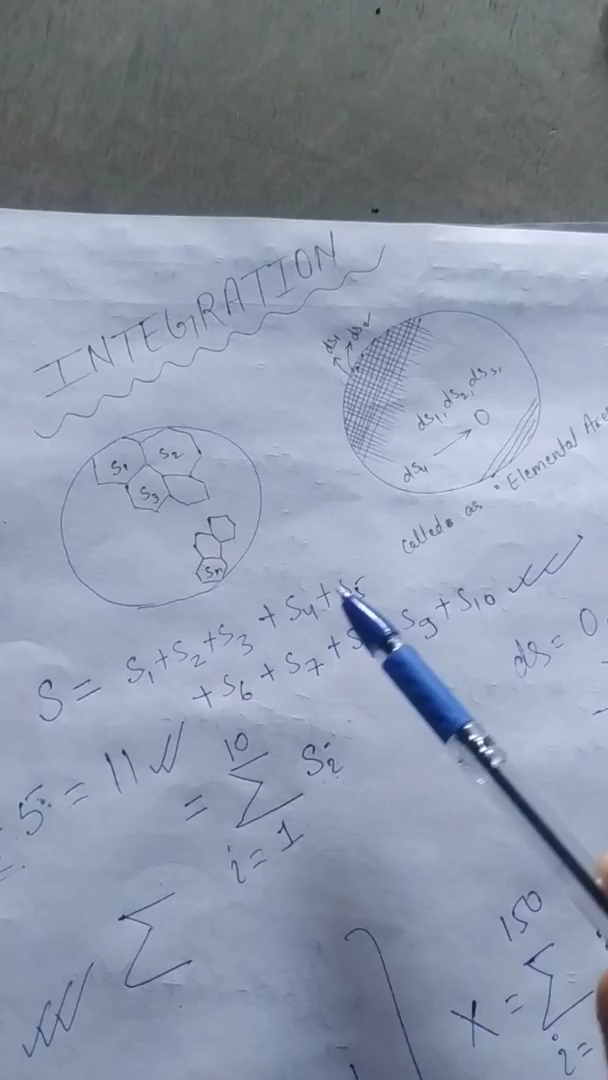 INTEGRATION
ds₁ ds₂
ds₁, ds₂, ds₃,
ds₄ → 0
called as "Elemental
S₁ S₂
S₃
Sₙ
S = S₁+S₂+S₃ + S₄+S5
+S₆ + S₇ + S₉+S₁₀
ds = 0
5 = 11
= 10 Σ i=1 Sᵢ
Σ
X = 150 Σ i=